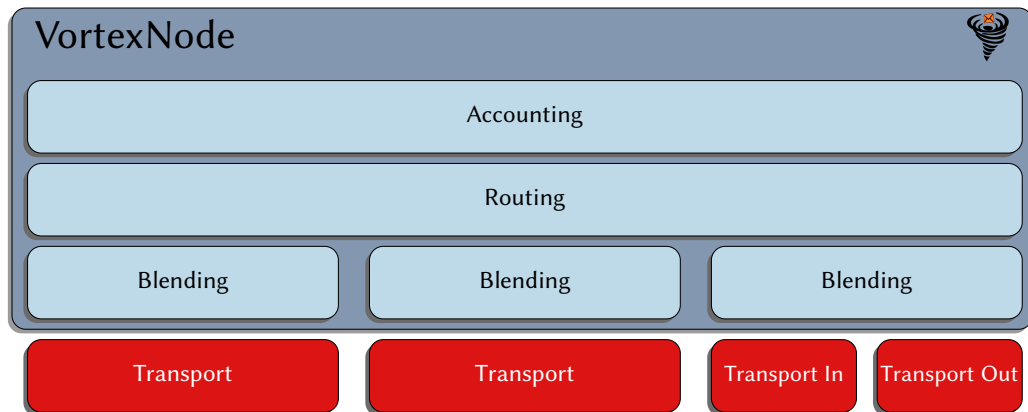 VortexNode
Accounting
Routing
Blending Blending Blending
Transport Transport Transport In Transport Out